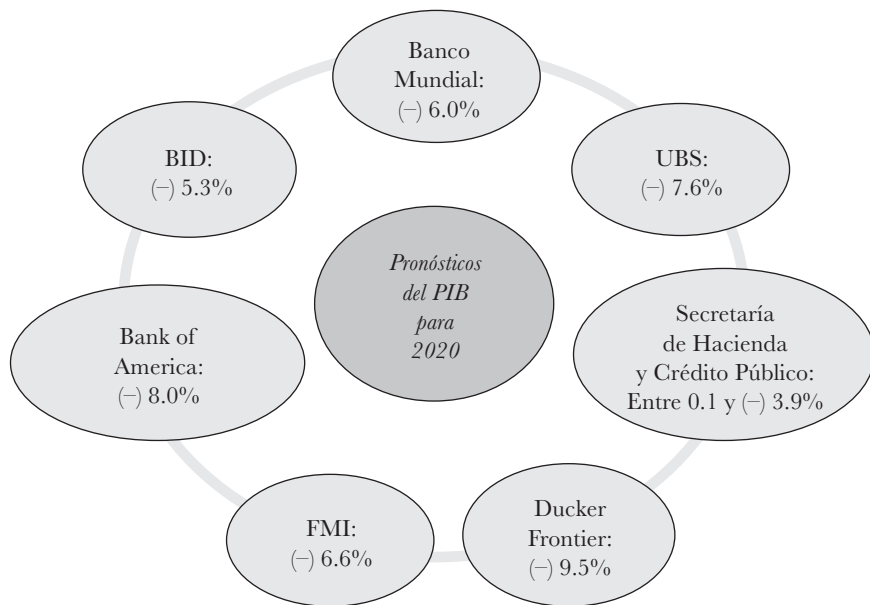 Banco
Mundial:
(–) 6.0%
UBS:
(–) 7.6%
Secretaría
de Hacienda
y Crédito Público:
Entre 0.1 y (–) 3.9%
Ducker
Frontier:
(–) 9.5%
FMI:
(–) 6.6%
Bank of
America:
(–) 8.0%
BID:
(–) 5.3%
Pronósticos
del PIB
para
2020